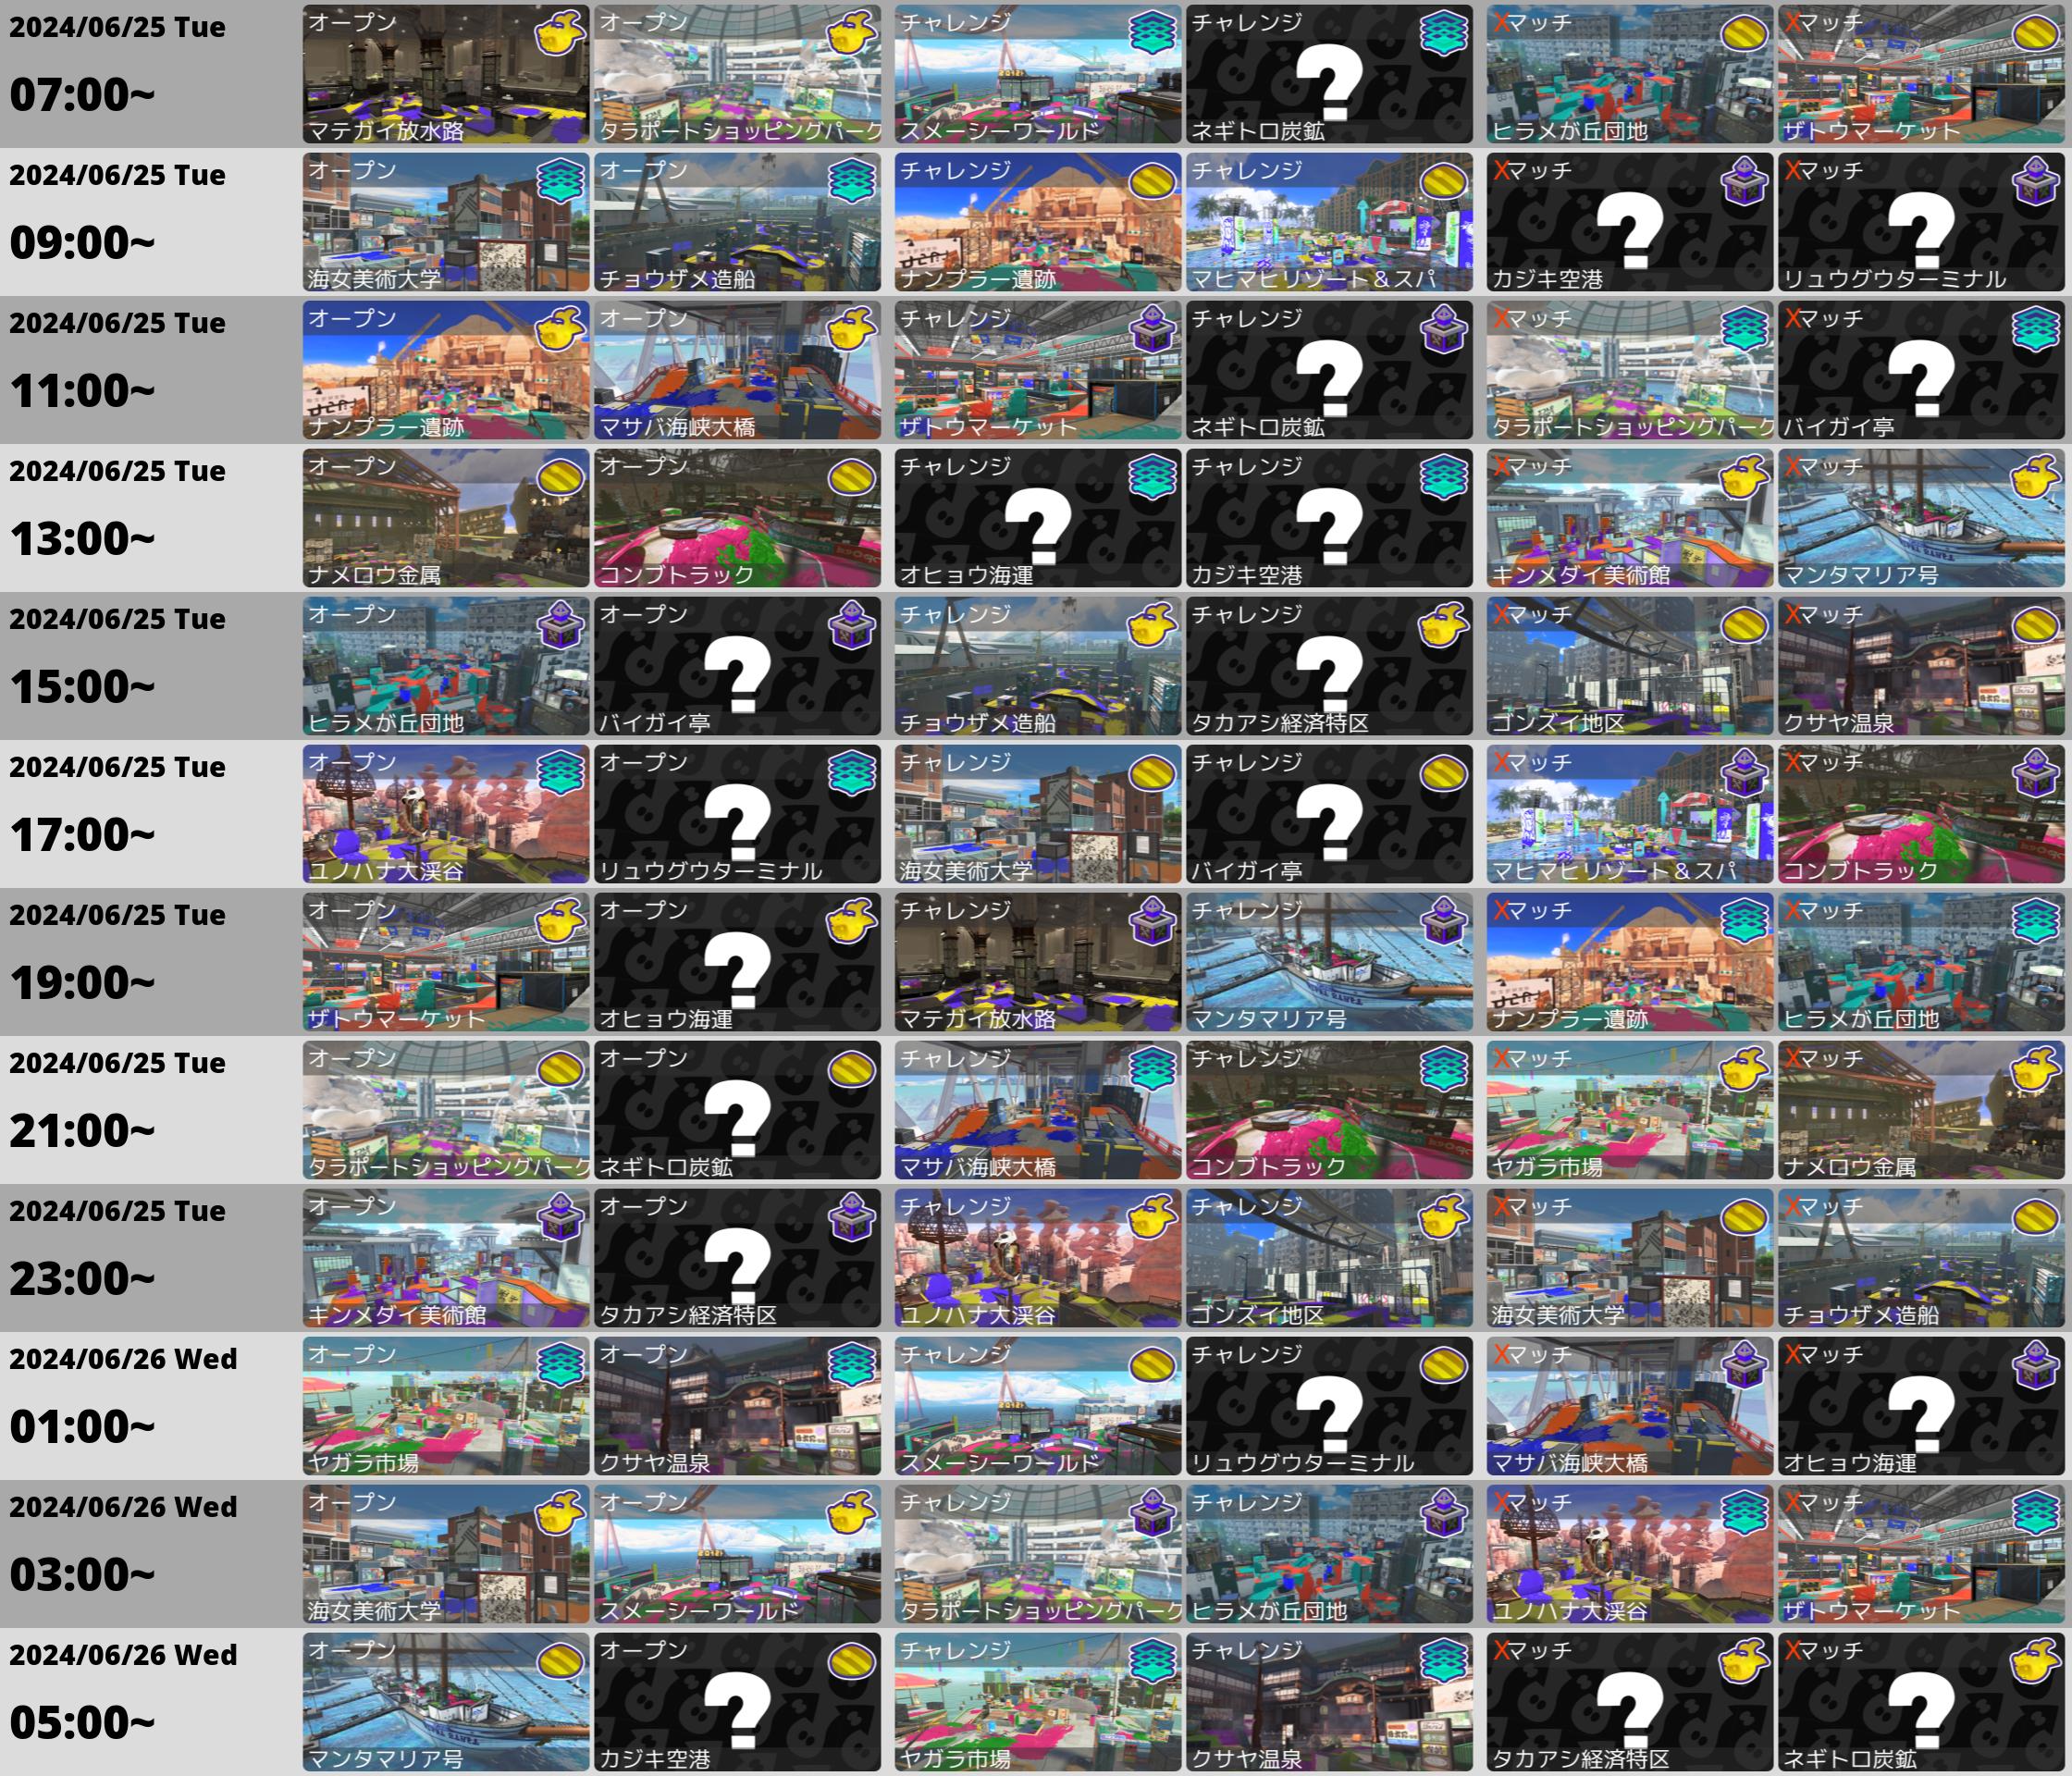 2024/06/25 Tue
07:00~
オープン オープン チャレンジ チャレンジ Xマッチ Xマッチ
マテガイ放水路 タラポートショッピングパーク スメーシーワールド ネギトロ炭鉱 ヒラメが丘団地 ザトウマーケット
2024/06/25 Tue
09:00~
オープン オープン チャレンジ チャレンジ Xマッチ Xマッチ
海女美術大学 チョウザメ造船 ナンプラー遺跡 マヒマヒリゾート&スパ カジキ空港 リュウグウターミナル
2024/06/25 Tue
11:00~
オープン オープン チャレンジ チャレンジ Xマッチ Xマッチ
ナンプラー遺跡 マサバ海峡大橋 ザトウマーケット ネギトロ炭鉱 タラポートショッピングパーク バイガイ亭
2024/06/25 Tue
13:00~
オープン オープン チャレンジ チャレンジ Xマッチ Xマッチ
ナメロウ金属 コンブトラック オヒョウ海運 カジキ空港 キンメダイ美術館 マンタマリア号
2024/06/25 Tue
15:00~
オープン オープン チャレンジ チャレンジ Xマッチ Xマッチ
ヒラメが丘団地 バイガイ亭 チョウザメ造船 タカアシ経済特区 ゴンズイ地区 クサヤ温泉
2024/06/25 Tue
17:00~
オープン オープン チャレンジ チャレンジ Xマッチ Xマッチ
ユノハナ大渓谷 リュウグウターミナル 海女美術大学 バイガイ亭 マヒマヒリゾート&スパ コンブトラック
2024/06/25 Tue
19:00~
オープン オープン チャレンジ チャレンジ Xマッチ Xマッチ
ザトウマーケット オヒョウ海運 マテガイ放水路 マンタマリア号 ナンプラー遺跡 ヒラメが丘団地
2024/06/25 Tue
21:00~
オープン オープン チャレンジ チャレンジ Xマッチ Xマッチ
タラポートショッピングパーク ネギトロ炭鉱 マサバ海峡大橋 コンブトラック ヤガラ市場 ナメロウ金属
2024/06/25 Tue
23:00~
オープン オープン チャレンジ チャレンジ Xマッチ Xマッチ
キンメダイ美術館 タカアシ経済特区 ユノハナ大渓谷 ゴンズイ地区 海女美術大学 チョウザメ造船
2024/06/26 Wed
01:00~
オープン オープン チャレンジ チャレンジ Xマッチ Xマッチ
ヤガラ市場 クサヤ温泉 スメーシーワールド リュウグウターミナル マサバ海峡大橋 オヒョウ海運
2024/06/26 Wed
03:00~
オープン オープン チャレンジ チャレンジ Xマッチ Xマッチ
海女美術大学 スメーシーワールド タラポートショッピングパーク ヒラメが丘団地 ユノハナ大渓谷 ザトウマーケット
2024/06/26 Wed
05:00~
オープン オープン チャレンジ チャレンジ Xマッチ Xマッチ
マンタマリア号 カジキ空港 ヤガラ市場 クサヤ温泉 タカアシ経済特区 ネギトロ炭鉱